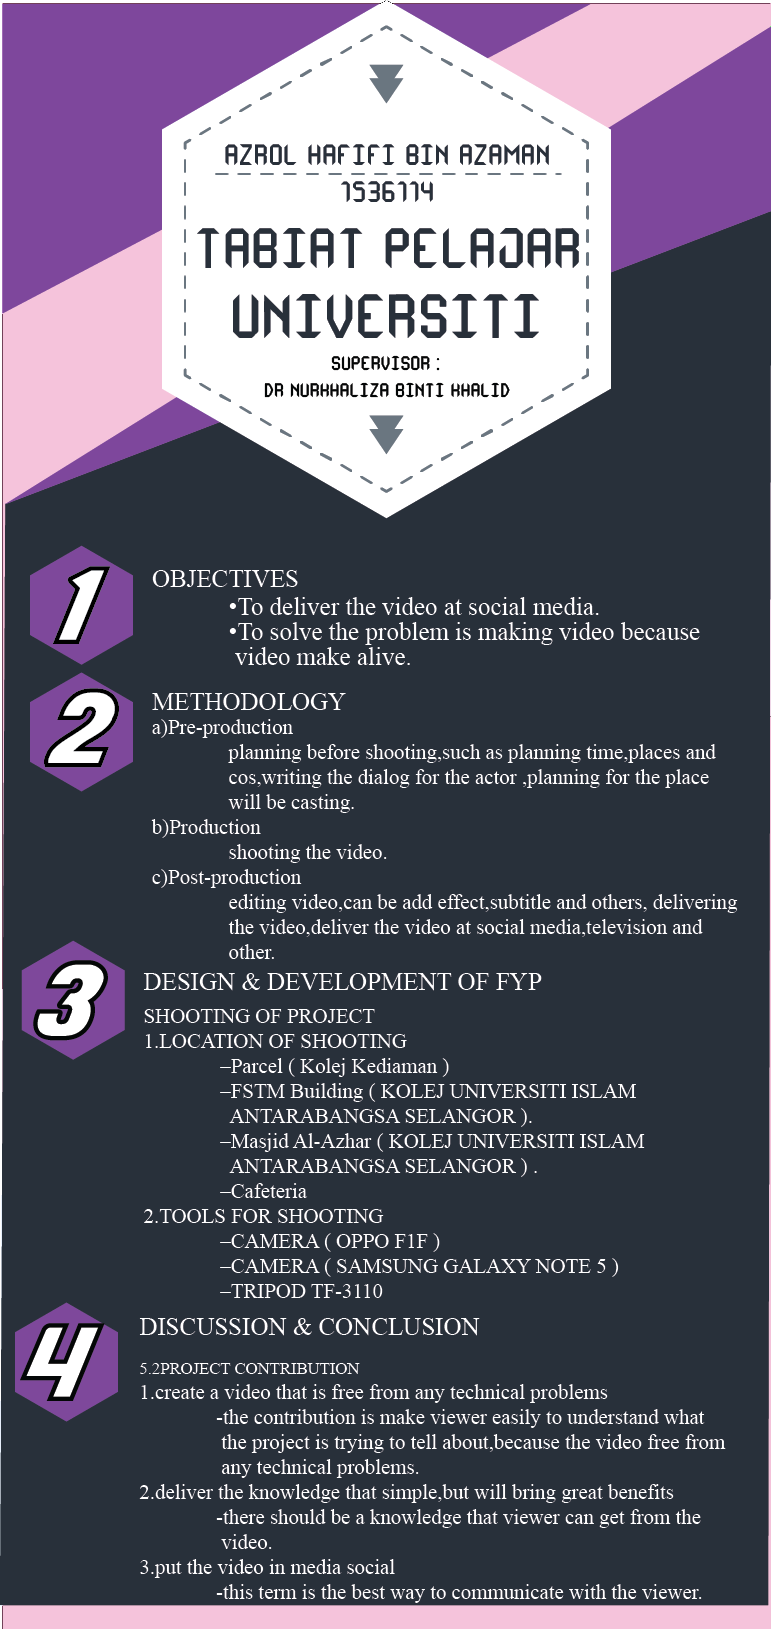 AZROL HAFIFI BIN AZAMAN
1536114
TABIAT PELAJAR
UNIVERSITI
SUPERVISOR :
DR NURKHALIZA BINTI KHALID
1
OBJECTIVES
•To deliver the video at social media.
•To solve the problem is making video because
video make alive.
2
METHODOLOGY
a)Pre-production
planning before shooting,such as planning time,places and
cos,writing the dialog for the actor ,planning for the place
will be casting.
b)Production
shooting the video.
c)Post-production
editing video,can be add effect,subtitle and others, delivering
the video,deliver the video at social media,television and
other.
3
DESIGN & DEVELOPMENT OF FYP
SHOOTING OF PROJECT
1.LOCATION OF SHOOTING
–Parcel ( Kolej Kediaman )
–FSTM Building ( KOLEJ UNIVERSITI ISLAM
ANTARABANGSA SELANGOR ).
–Masjid Al-Azhar ( KOLEJ UNIVERSITI ISLAM
ANTARABANGSA SELANGOR ) .
–Cafeteria
2.TOOLS FOR SHOOTING
–CAMERA ( OPPO F1F )
–CAMERA ( SAMSUNG GALAXY NOTE 5 )
–TRIPOD TF-3110
4
DISCUSSION & CONCLUSION
5.2PROJECT CONTRIBUTION
1.create a video that is free from any technical problems
-the contribution is make viewer easily to understand what
the project is trying to tell about,because the video free from
any technical problems.
2.deliver the knowledge that simple,but will bring great benefits
-there should be a knowledge that viewer can get from the
video.
3.put the video in media social
-this term is the best way to communicate with the viewer.